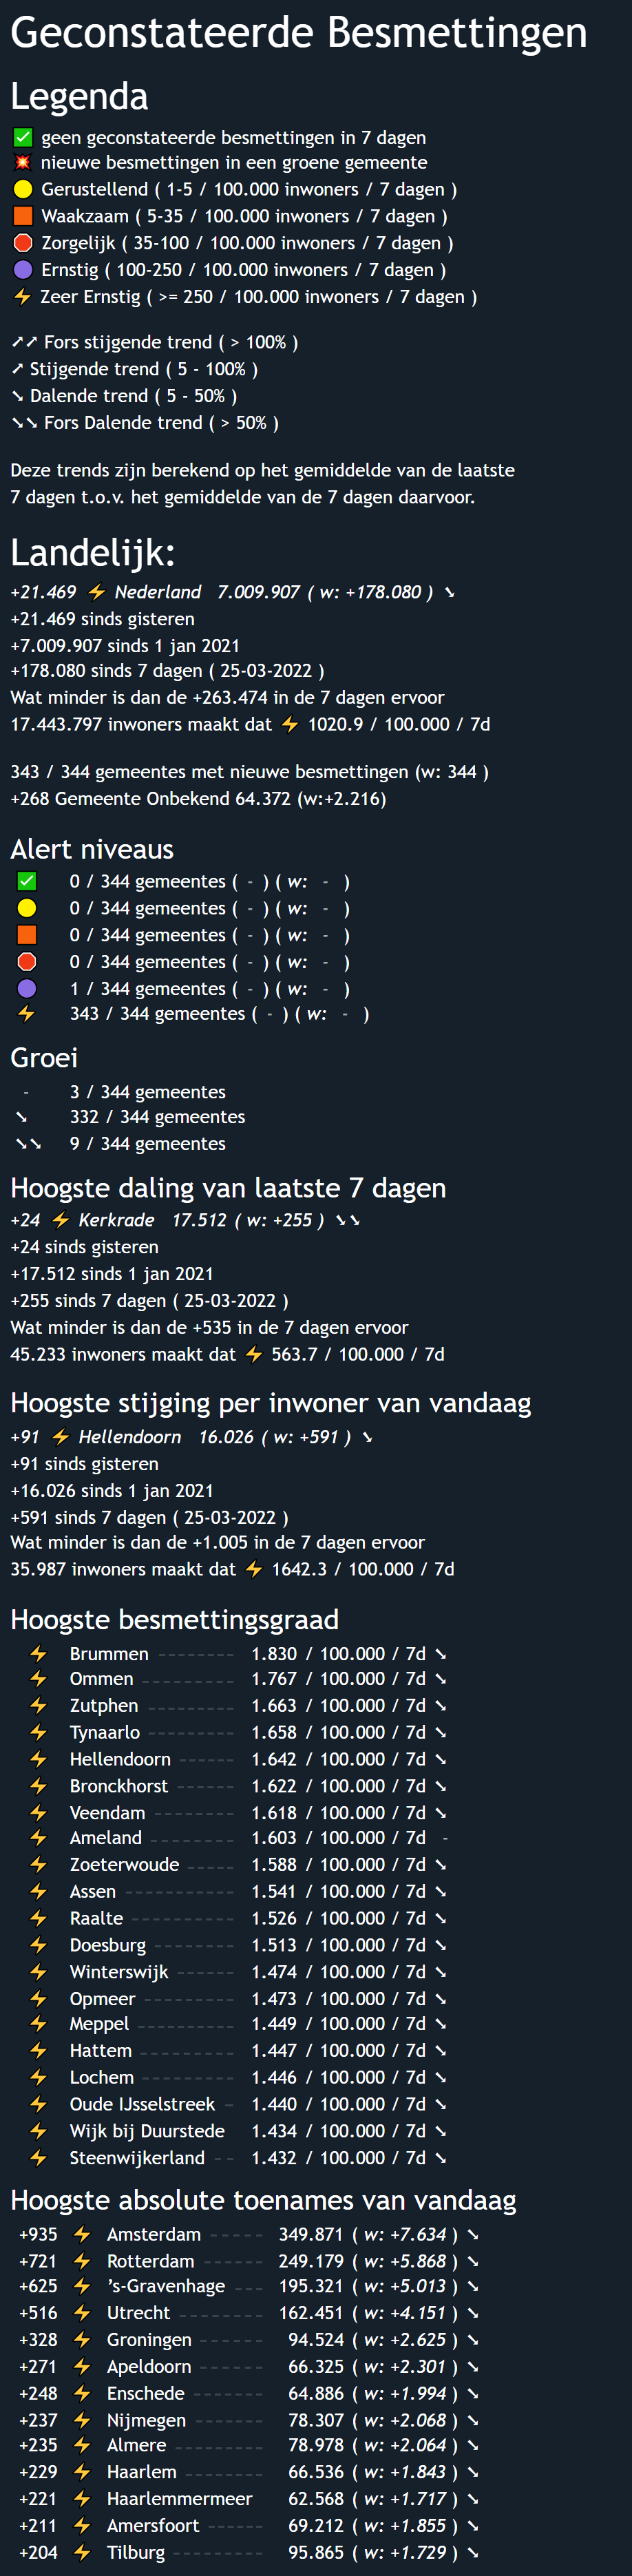 Geconstateerde Besmettingen
Legenda
✅ geen geconstateerde besmettingen in 7 dagen
💥 nieuwe besmettingen in een groene gemeente
🟡 Gerustellend ( 1-5 / 100.000 inwoners / 7 dagen )
🟧 Waakzaam ( 5-35 / 100.000 inwoners / 7 dagen )
🛑 Zorgelijk ( 35-100 / 100.000 inwoners / 7 dagen )
🟣 Ernstig ( 100-250 / 100.000 inwoners / 7 dagen )
⚡ Zeer Ernstig ( >= 250 / 100.000 inwoners / 7 dagen )
➚➚ Fors stijgende trend ( > 100% )
➚ Stijgende trend ( 5 - 100% )
➘ Dalende trend ( 5 - 50% )
➘➘ Fors Dalende trend ( > 50% )
Deze trends zijn berekend op het gemiddelde van de laatste
7 dagen t.o.v. het gemiddelde van de 7 dagen daarvoor.
Landelijk:
+21.469 ⚡ Nederland 7.009.907 ( w: +178.080 ) ➘
+21.469 sinds gisteren
+7.009.907 sinds 1 jan 2021
+178.080 sinds 7 dagen ( 25-03-2022 )
Wat minder is dan de +263.474 in de 7 dagen ervoor
17.443.797 inwoners maakt dat ⚡ 1020.9 / 100.000 / 7d
343 / 344 gemeentes met nieuwe besmettingen (w: 344 )
+268 Gemeente Onbekend 64.372 (w:+2.216)
Alert niveaus
✅ 0 / 344 gemeentes ( - ) ( w: - )
🟡 0 / 344 gemeentes ( - ) ( w: - )
🟧 0 / 344 gemeentes ( - ) ( w: - )
🛑 0 / 344 gemeentes ( - ) ( w: - )
🟣 1 / 344 gemeentes ( - ) ( w: - )
⚡ 343 / 344 gemeentes ( - ) ( w: - )
Groei
- 3 / 344 gemeentes
➘ 332 / 344 gemeentes
➘➘ 9 / 344 gemeentes
Hoogste daling van laatste 7 dagen
+24 ⚡ Kerkrade 17.512 ( w: +255 ) ➘➘
+24 sinds gisteren
+17.512 sinds 1 jan 2021
+255 sinds 7 dagen ( 25-03-2022 )
Wat minder is dan de +535 in de 7 dagen ervoor
45.233 inwoners maakt dat ⚡ 563.7 / 100.000 / 7d
Hoogste stijging per inwoner van vandaag
+91 ⚡ Hellendoorn 16.026 ( w: +591 ) ➘
+91 sinds gisteren
+16.026 sinds 1 jan 2021
+591 sinds 7 dagen ( 25-03-2022 )
Wat minder is dan de +1.005 in de 7 dagen ervoor
35.987 inwoners maakt dat ⚡ 1642.3 / 100.000 / 7d
Hoogste besmettingsgraad
⚡ Brummen -------- 1.830 / 100.000 / 7d ➘
⚡ Ommen ---------- 1.767 / 100.000 / 7d ➘
⚡ Zutphen --------- 1.663 / 100.000 / 7d ➘
⚡ Tynaarlo --------- 1.658 / 100.000 / 7d ➘
⚡ Hellendoorn ------ 1.642 / 100.000 / 7d ➘
⚡ Bronckhorst ------ 1.622 / 100.000 / 7d ➘
⚡ Veendam -------- 1.618 / 100.000 / 7d ➘
⚡ Ameland --------- 1.603 / 100.000 / 7d -
⚡ Zoeterwoude ----- 1.588 / 100.000 / 7d ➘
⚡ Assen ----------- 1.541 / 100.000 / 7d ➘
⚡ Raalte ----------- 1.526 / 100.000 / 7d ➘
⚡ Doesburg -------- 1.513 / 100.000 / 7d ➘
⚡ Winterswijk ------ 1.474 / 100.000 / 7d ➘
⚡ Opmeer ---------- 1.473 / 100.000 / 7d ➘
⚡ Meppel ---------- 1.449 / 100.000 / 7d ➘
⚡ Hattem ---------- 1.447 / 100.000 / 7d ➘
⚡ Lochem ---------- 1.446 / 100.000 / 7d ➘
⚡ Oude IJsselstreek - 1.440 / 100.000 / 7d ➘
⚡ Wijk bij Duurstede 1.434 / 100.000 / 7d ➘
⚡ Steenwijkerland -- 1.432 / 100.000 / 7d ➘
Hoogste absolute toenames van vandaag
+935 ⚡ Amsterdam ------ 349.871 ( w: +7.634 ) ➘
+721 ⚡ Rotterdam ------ 249.179 ( w: +5.868 ) ➘
+625 ⚡ ’s-Gravenhage --- 195.321 ( w: +5.013 ) ➘
+516 ⚡ Utrecht --------- 162.451 ( w: +4.151 ) ➘
+328 ⚡ Groningen ------- 94.524 ( w: +2.625 ) ➘
+271 ⚡ Apeldoorn ------- 66.325 ( w: +2.301 ) ➘
+248 ⚡ Enschede -------- 64.886 ( w: +1.994 ) ➘
+237 ⚡ Nijmegen -------- 78.307 ( w: +2.068 ) ➘
+235 ⚡ Almere --------- 78.978 ( w: +2.064 ) ➘
+229 ⚡ Haarlem -------- 66.536 ( w: +1.843 ) ➘
+221 ⚡ Haarlemmermeer 62.568 ( w: +1.717 ) ➘
+211 ⚡ Amersfoort ------ 69.212 ( w: +1.855 ) ➘
+204 ⚡ Tilburg ---------- 95.865 ( w: +1.729 ) ➘